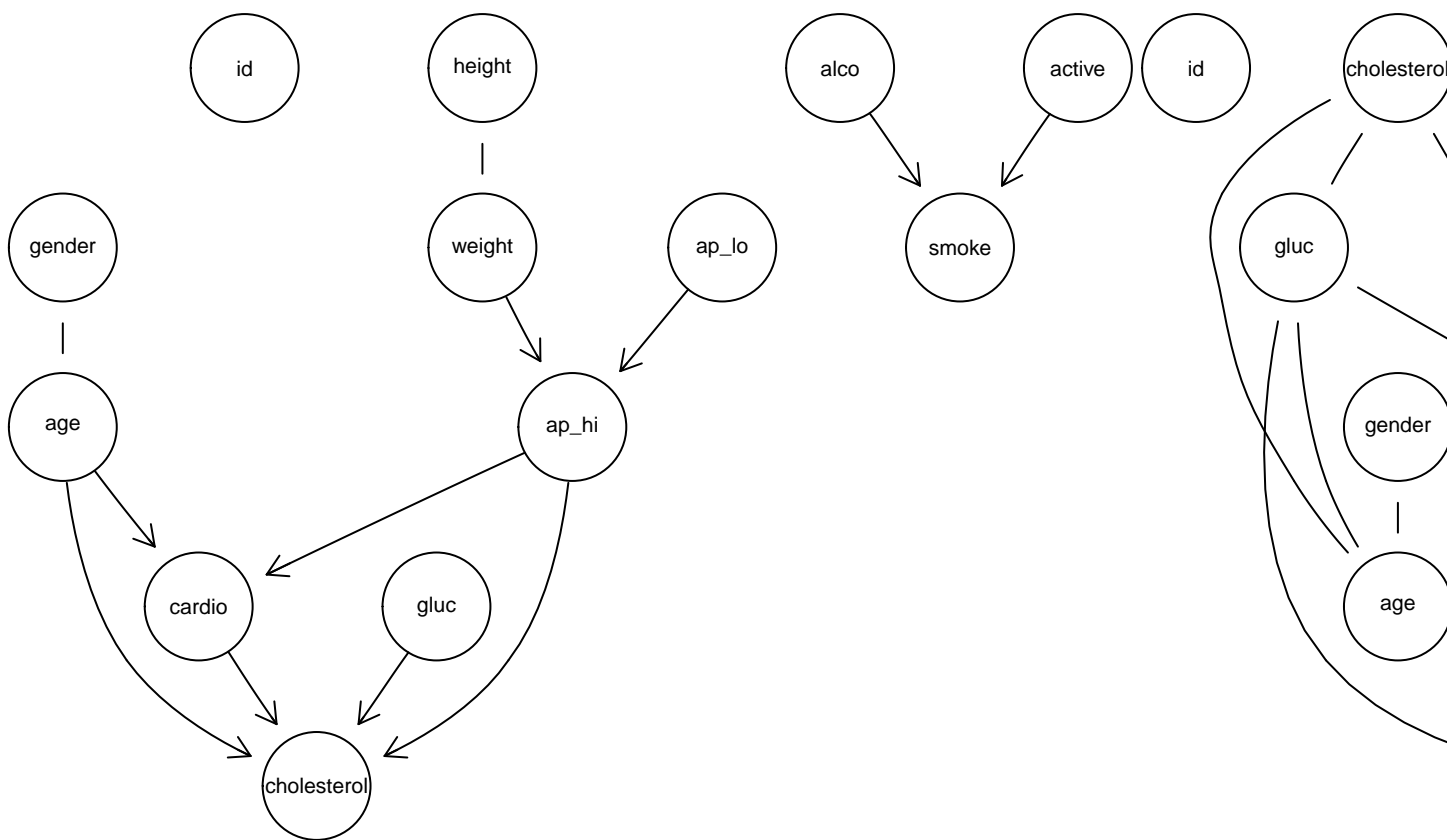 id
height
alco
active
id
cholesterol
gender
weight
ap_lo
smoke
gluc
age
ap_hi
gender
cardio
gluc
age
cholesterol